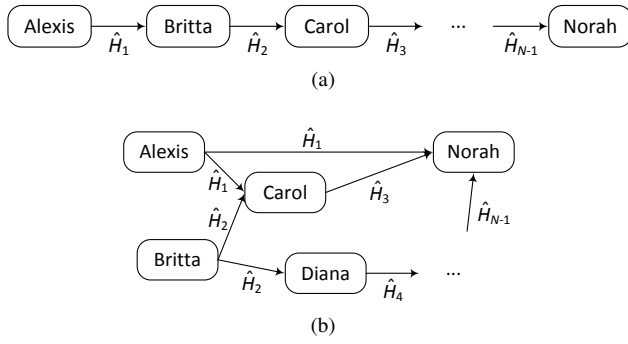 Alexis Britta Carol ... Norah
Ĥ1 Ĥ2 Ĥ3 ĤN-1
(a)
Ĥ1
Alexis Norah
Ĥ1 Carol Ĥ3
Ĥ2 ĤN-1
Britta
Ĥ2 Diana Ĥ4 ...
(b)